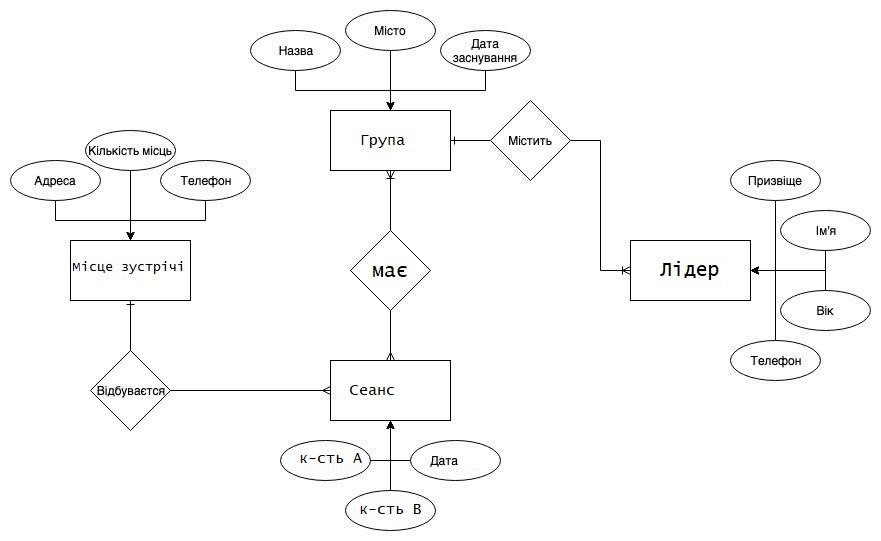 Місто
Назва
Дата
заснування
Група
Містить
Кількість місць
Адреса
Телефон
Призвіще
Ім'я
Місце зустрічі
має
Лідер
Вік
Телефон
Відбуваєтся
Сеанс
к-сть А
Дата
к-сть В